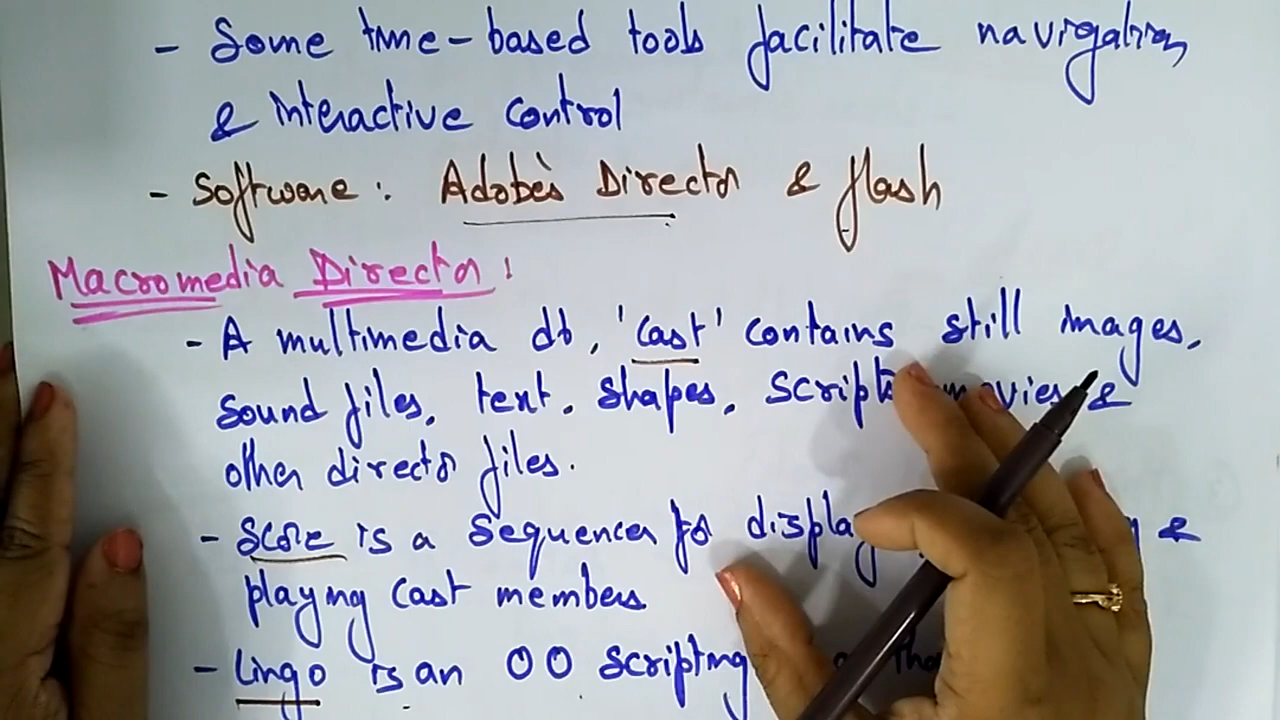 - Some time-based tools facilitate navigation
& interactive control
- Software: Adobe's Director & flash
Macromedia Director:
- A multimedia db, 'cast' contains still images,
sound files, text, shapes, scripts, movies &
other director files.
- Score is a sequencer for &
playing cast members
- Lingo is an OO scripting